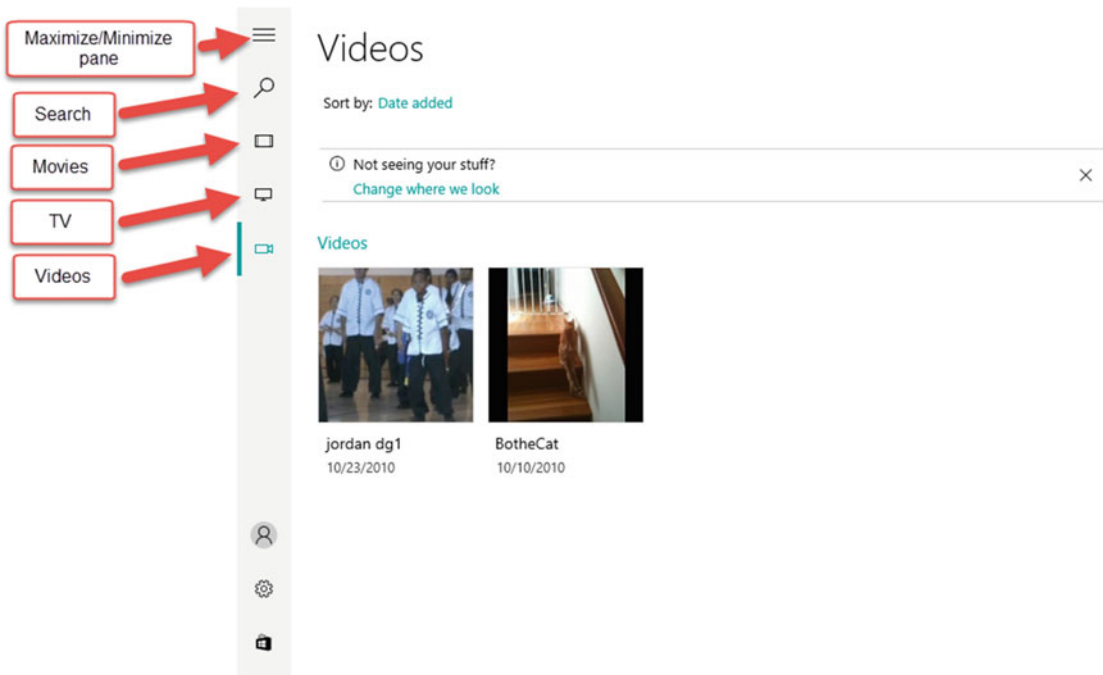 Maximize/Minimize
pane
Search
Movies
TV
Videos
Videos
Sort by: Date added
Not seeing your stuff?
Change where we look
Videos
jordan dg1
10/23/2010
BotheCat
10/10/2010